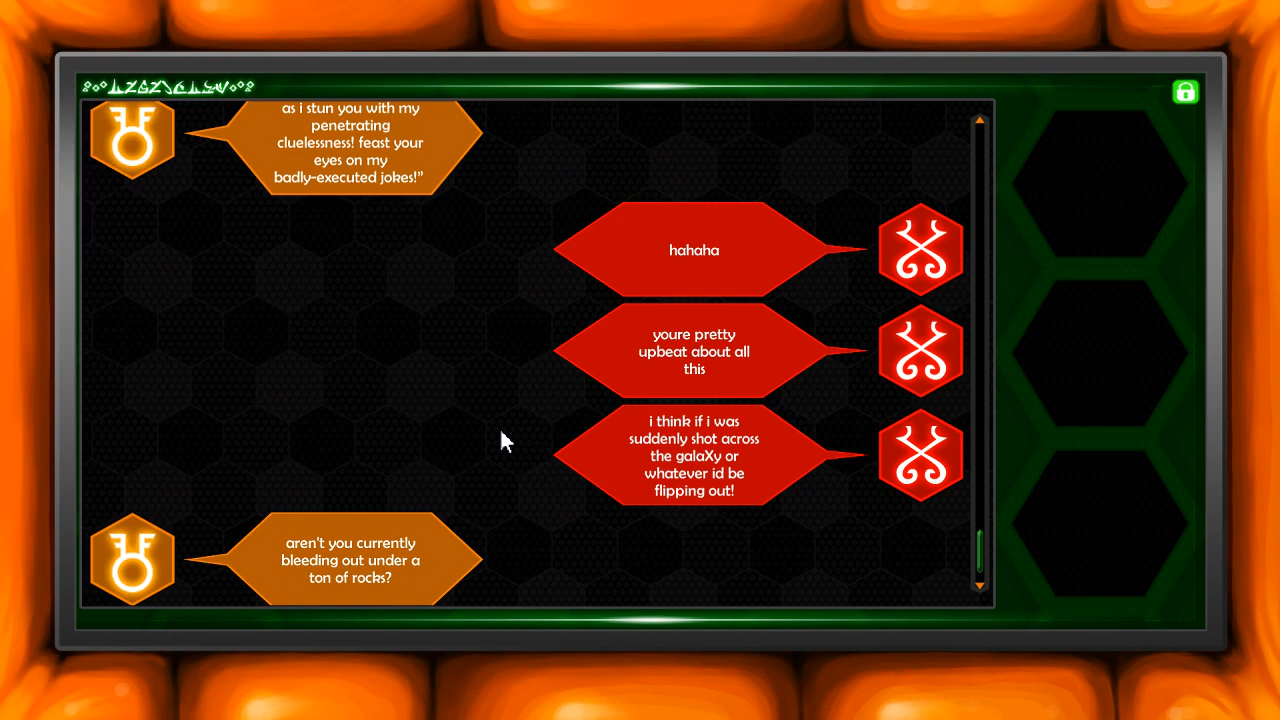 as i stun you with my
penetrating
cluelessness! feast your
eyes on my
badly-executed jokes!”
hahaha
youre pretty
upbeat about all
this
i think if i was
suddenly shot across
the galaXy or
whatever id be
flipping out!
aren't you currently
bleeding out under a
ton of rocks?